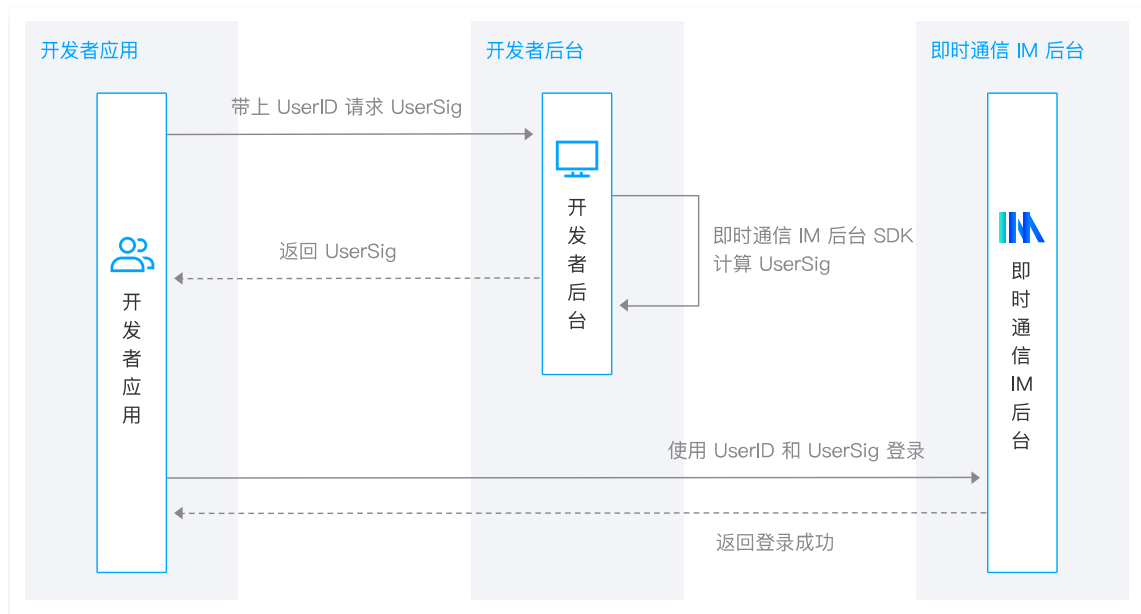 开发者应用
开发者后台
即时通信 IM 后台
带上 UserID 请求 UserSig
开发者后台
即时通信 IM 后台 SDK
计算 UserSig
返回 UserSig
开发者应用
IM
即时通信IM后台
使用 UserID 和 UserSig 登录
返回登录成功